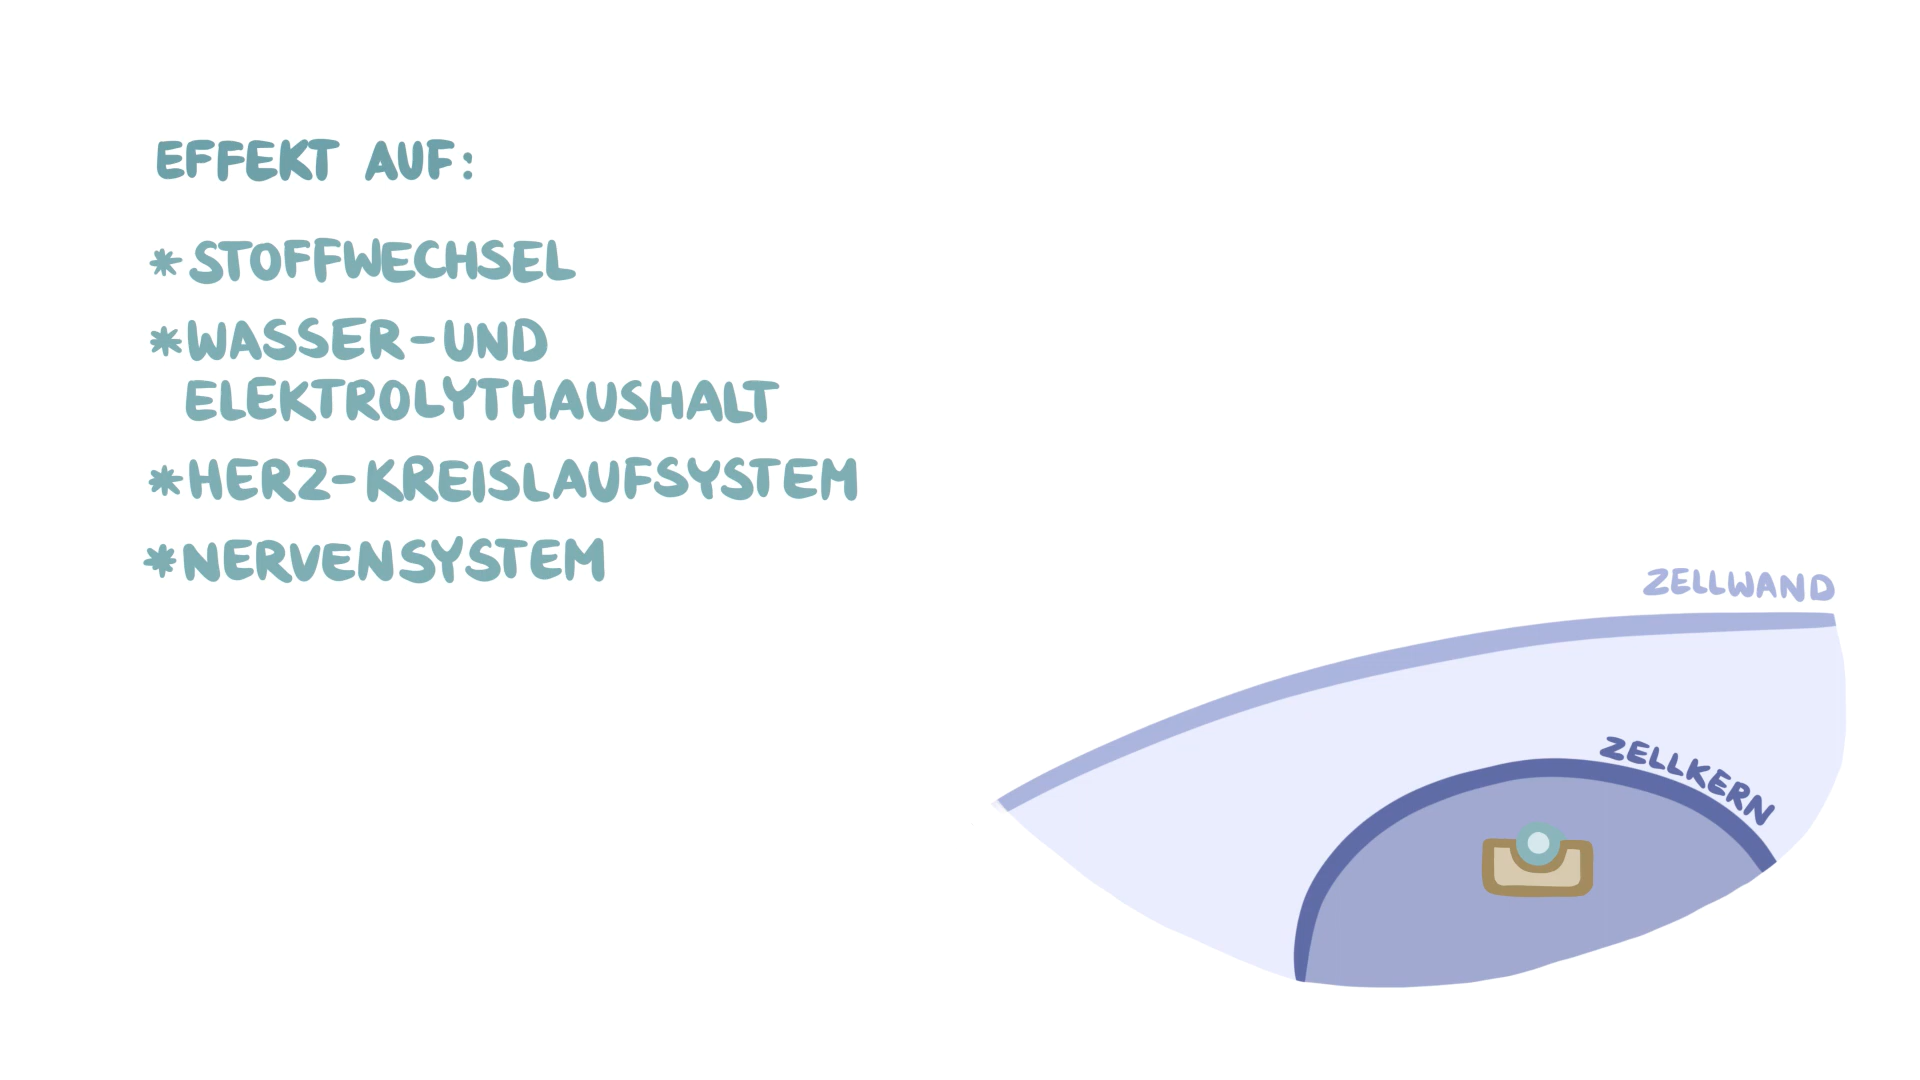 EFFEKT AUF:
* STOFFWECHSEL
* WASSER-UND
ELEKTROLYTHAUSHALT
* HERZ-KREISLAUFSYSTEM
* NERVENSYSTEM
ZELLWAND
ZELLKERN